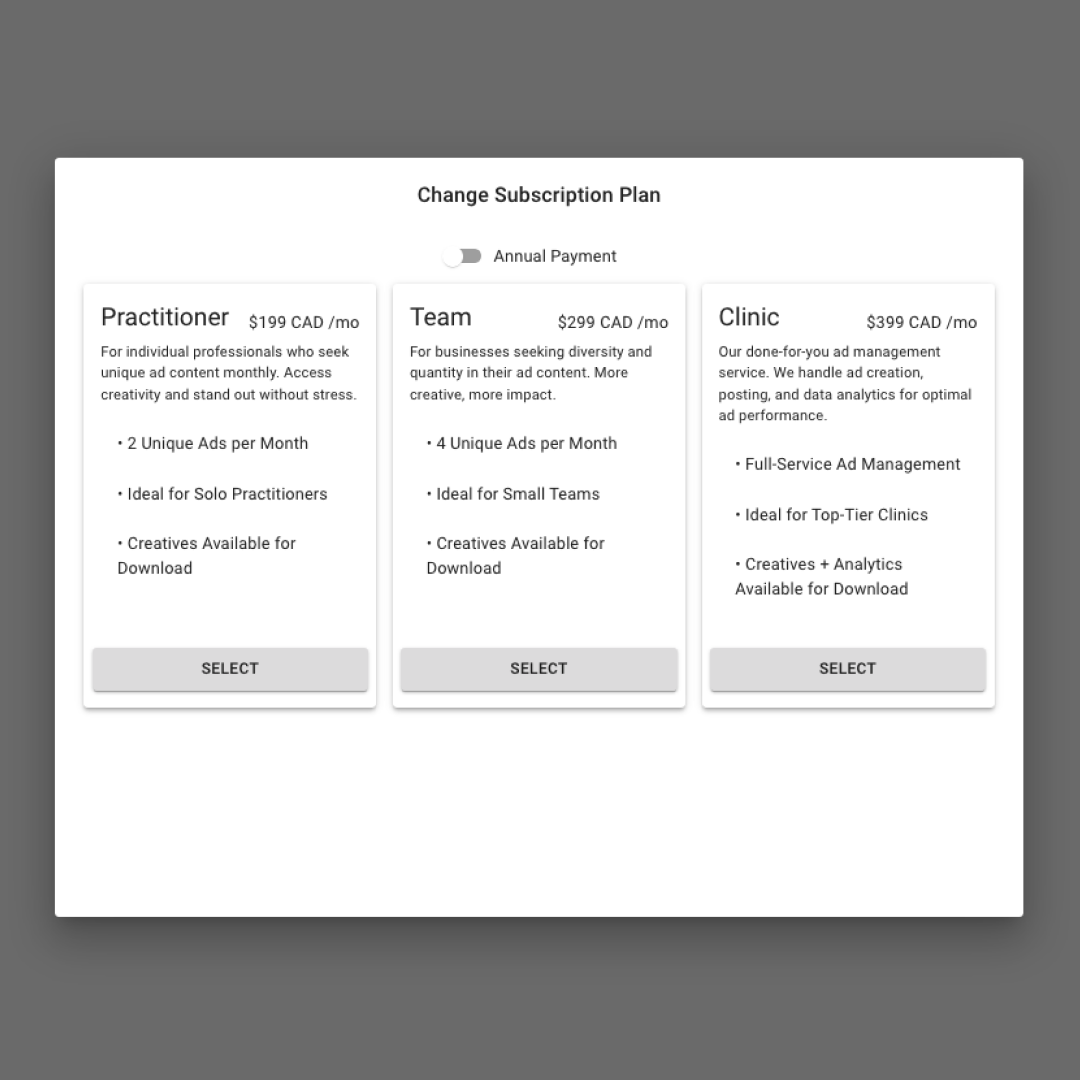 Change Subscription Plan
Annual Payment
Practitioner $199 CAD /mo
For individual professionals who seek
unique ad content monthly. Access
creativity and stand out without stress.
• 2 Unique Ads per Month
• Ideal for Solo Practitioners
• Creatives Available for
Download
SELECT
Team $299 CAD /mo
For businesses seeking diversity and
quantity in their ad content. More
creative, more impact.
• 4 Unique Ads per Month
• Ideal for Small Teams
• Creatives Available for
Download
SELECT
Clinic $399 CAD /mo
Our done-for-you ad management
service. We handle ad creation,
posting, and data analytics for optimal
ad performance.
• Full-Service Ad Management
• Ideal for Top-Tier Clinics
• Creatives + Analytics
Available for Download
SELECT